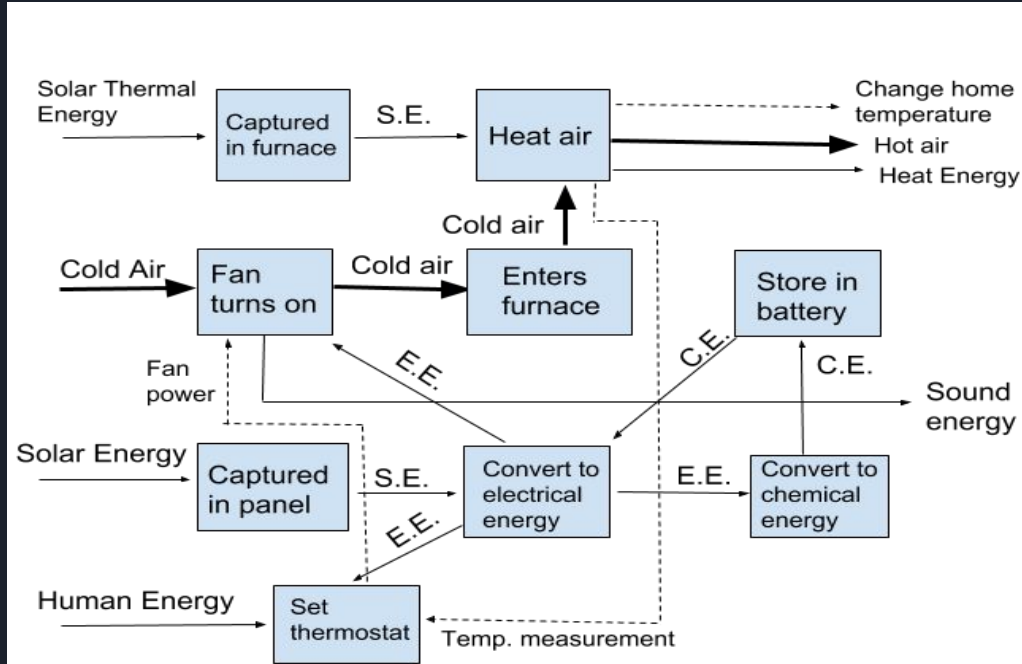 Solar Thermal
Energy
Captured
in furnace
S.E.
Heat air
Change home
temperature
Hot air
Heat Energy
Cold air
Cold Air
Fan
turns on
Cold air
Enters
furnace
Store in
battery
Fan
power
E.E.
C.E.
C.E.
Sound
energy
Solar Energy
Captured
in panel
S.E.
Convert to
electrical
energy
E.E.
Convert to
chemical
energy
E.E.
Human Energy
Set
thermostat
Temp. measurement